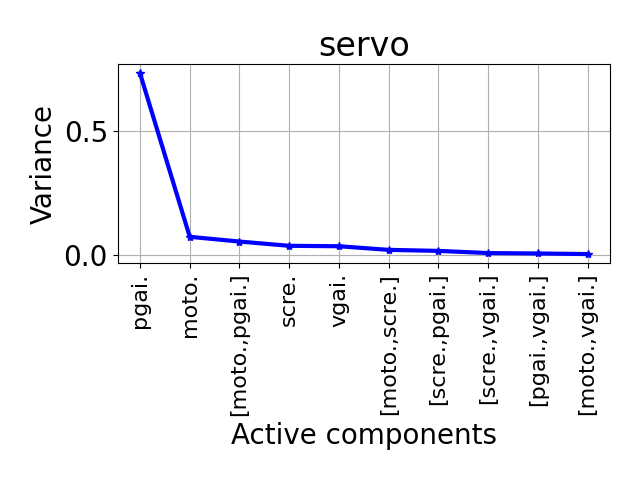 servo
Variance
0.5
0.0
pgai.
moto.
[moto.,pgai.]
scre.
vgai.
[moto.,scre.]
[scre.,pgai.]
[scre.,vgai.]
[pgai.,vgai.]
[moto.,vgai.]
Active components